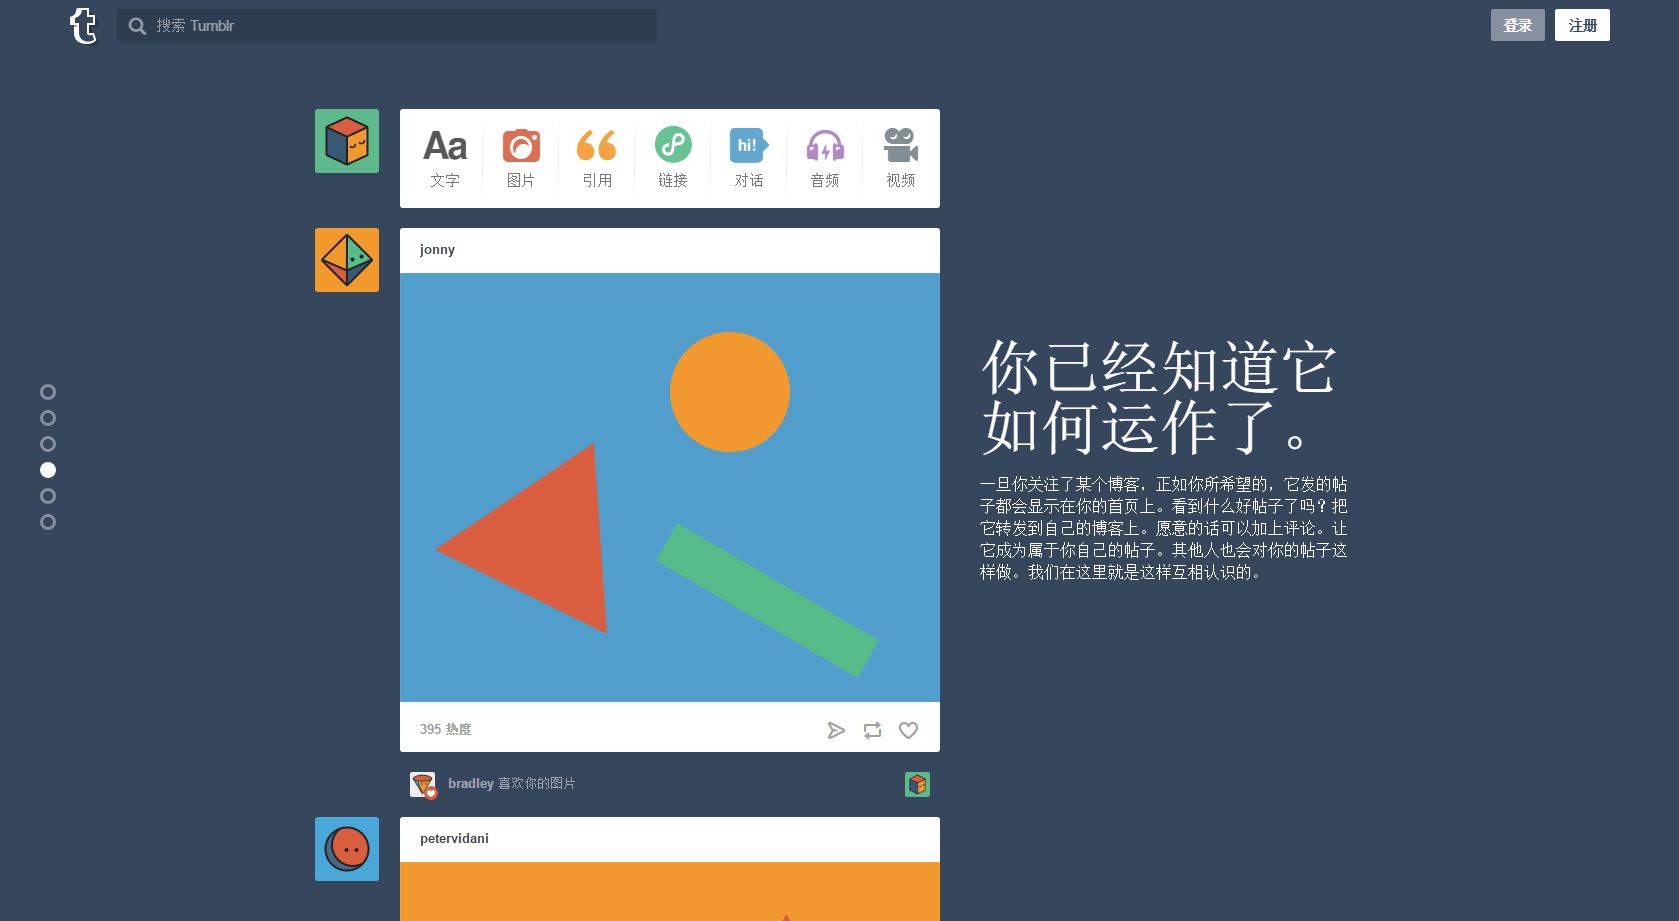 搜索 Tumblr
登录
注册
Aa
hi!
文字
图片
引用
链接
对话
音频
视频
jonny
你已经知道它
如何运作了。
一旦你关注了某个博客，正如你所希望的，它发的帖
子都会显示在你的首页上。看到什么好帖子了吗？把
它转发到自己的博客上。愿意的话可以加上评论。让
它成为属于你自己的帖子。其他人也会对你的帖子这
样做。我们在这里就是这样互相认识的。
395 热度
bradley 喜欢你的图片
petervidani